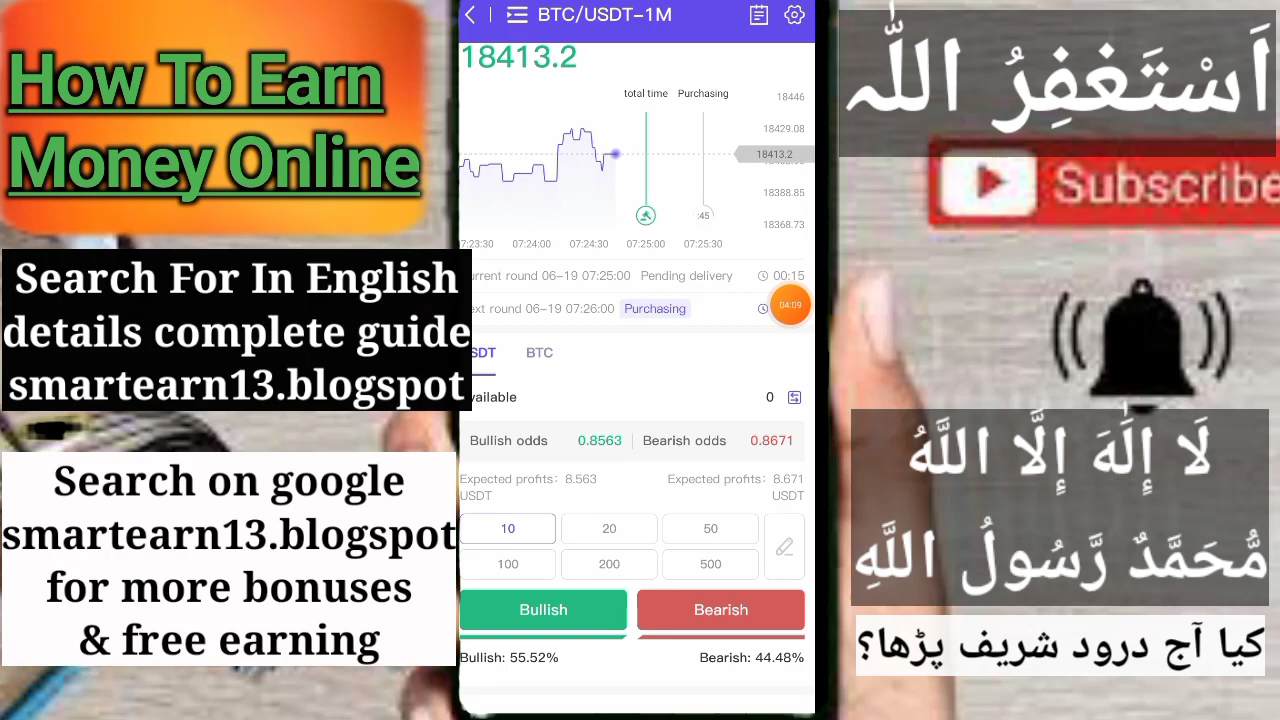 How To Earn
Money Online
Search For In English
details complete guide
smartearn13.blogspot
Search on google
smartearn13.blogspot
for more bonuses
& free earning
BTC/USDT-1M
18413.2
total time Purchasing
18446
18429.08
18413.2
18388.85
18368.73
:45
07:23:30 07:24:00 07:24:30 07:25:00 07:25:30
urrent round 06-19 07:25:00 Pending delivery 00:15
ext round 06-19 07:26:00 Purchasing
04:09
SDT BTC
vailable 0
Bullish odds 0.8563 Bearish odds 0.8671
Expected profits: 8.563 Expected profits: 8.671
USDT USDT
10 20 50
100 200 500
Bullish Bearish
Bullish: 55.52% Bearish: 44.48%
اَسْتَغفِرُ اللّٰہ
Subscribe
لَا إِلَٰهَ إِلَّا اللَّهُ
مُّحَمَّدٌ رَّسُولُ اللَّهِ
کیا آج درود شریف پڑھا؟